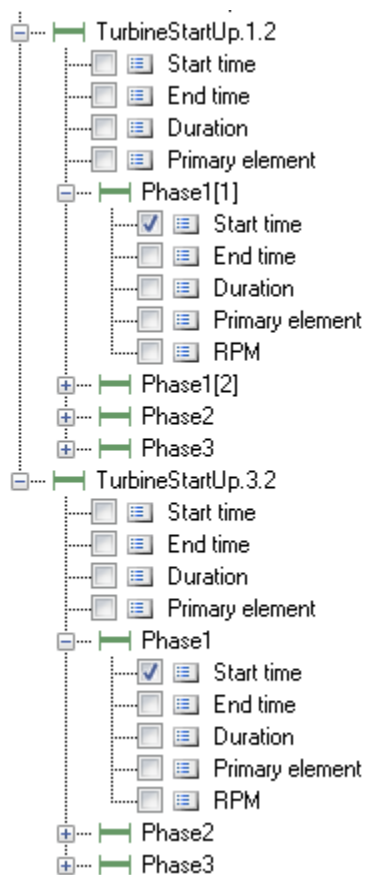 TurbineStartUp.1.2
Start time
End time
Duration
Primary element
Phase1[1]
Start time
End time
Duration
Primary element
RPM
Phase1[2]
Phase2
Phase3
TurbineStartUp.3.2
Start time
End time
Duration
Primary element
Phase1
Start time
End time
Duration
Primary element
RPM
Phase2
Phase3